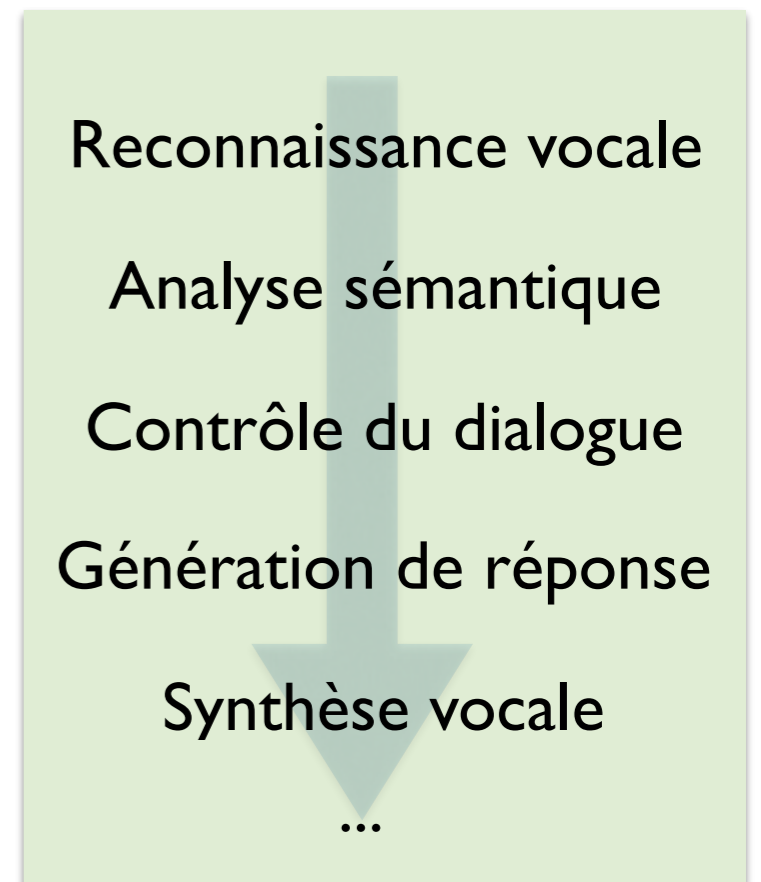 Reconnaissance vocale
Analyse sémantique
Contrôle du dialogue
Génération de réponse
Synthèse vocale
...